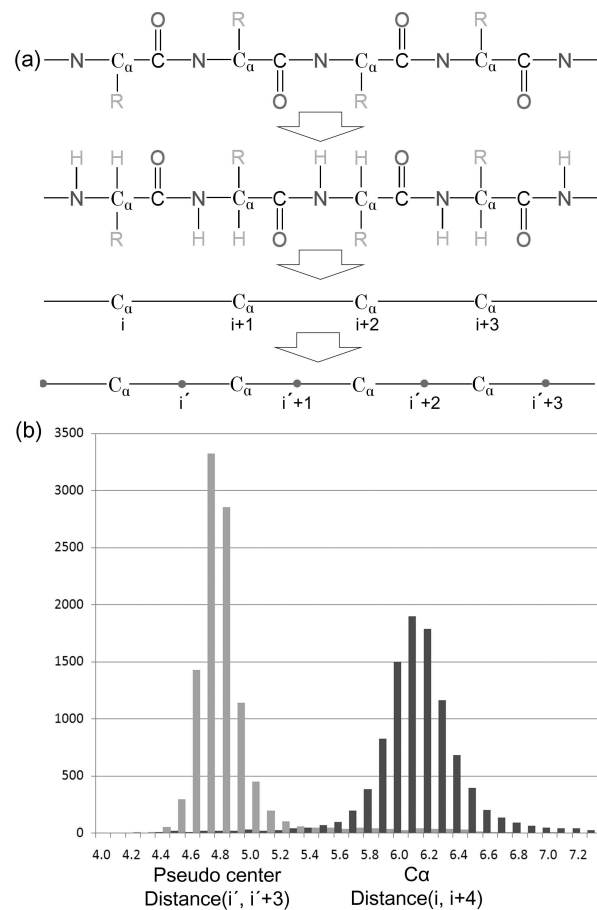 O R O R
(a) N Cα C N Cα C N Cα C N Cα C N
R O R O
H H O R H H O R H
N Cα C N Cα C N Cα C N Cα C N
R H H O R H H O
Cα Cα Cα Cα
i i+1 i+2 i+3
Cα Cα Cα Cα
i´ i´+1 i´+2 i´+3
(b)
3500
3000
2500
2000
1500
1000
500
0
4.0 4.2 4.4 4.6 4.8 5.0 5.2 5.4 5.6 5.8 6.0 6.2 6.4 6.6 6.8 7.0 7.2
Pseudo center Cα
Distance(i´, i´+3) Distance(i, i+4)